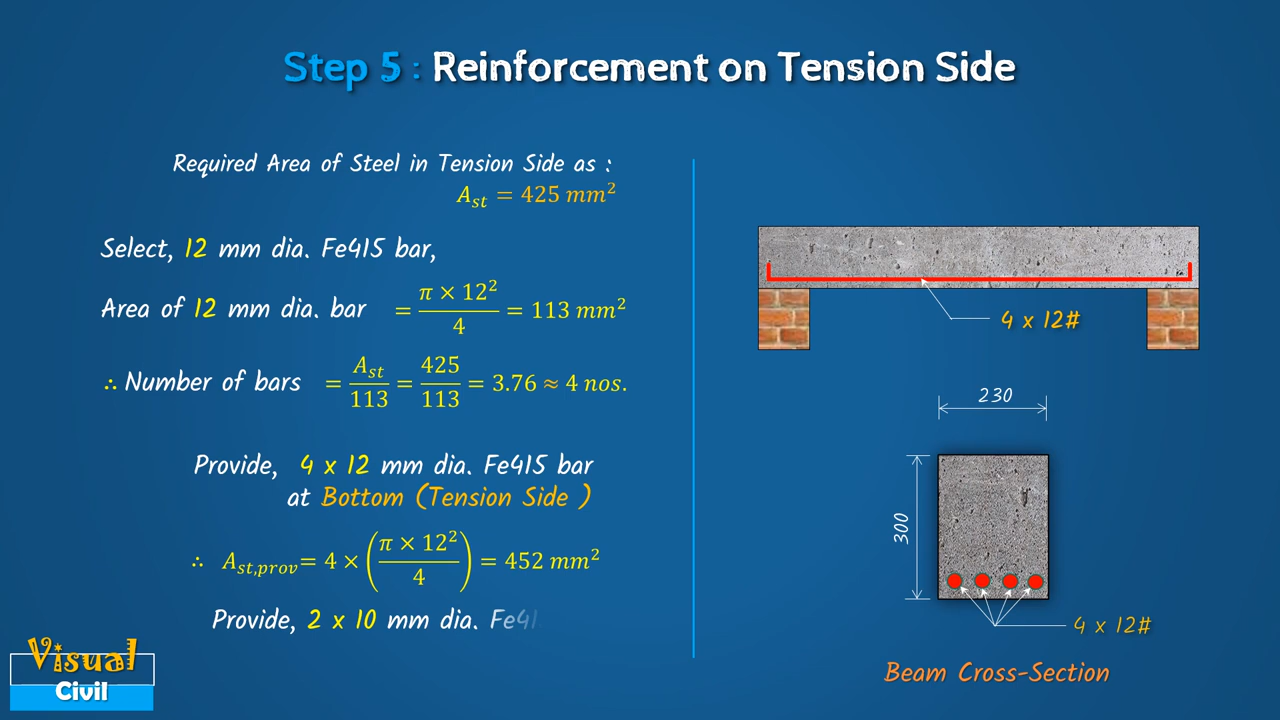 Step 5 : Reinforcement on Tension Side
Required Area of Steel in Tension Side as :
A_st = 425 mm²
Select, 12 mm dia. Fe415 bar,
Area of 12 mm dia. bar = (π × 12²)/4 = 113 mm²
∴ Number of bars = A_st/113 = 425/113 = 3.76 ≈ 4 nos.
Provide, 4 x 12 mm dia. Fe415 bar
at Bottom (Tension Side )
∴ A_st,prov = 4 × ((π × 12²)/4) = 452 mm²
Provide, 2 x 10 mm dia. Fe41
4 x 12#
230
300
4 x 12#
Beam Cross-Section
Visual
Civil